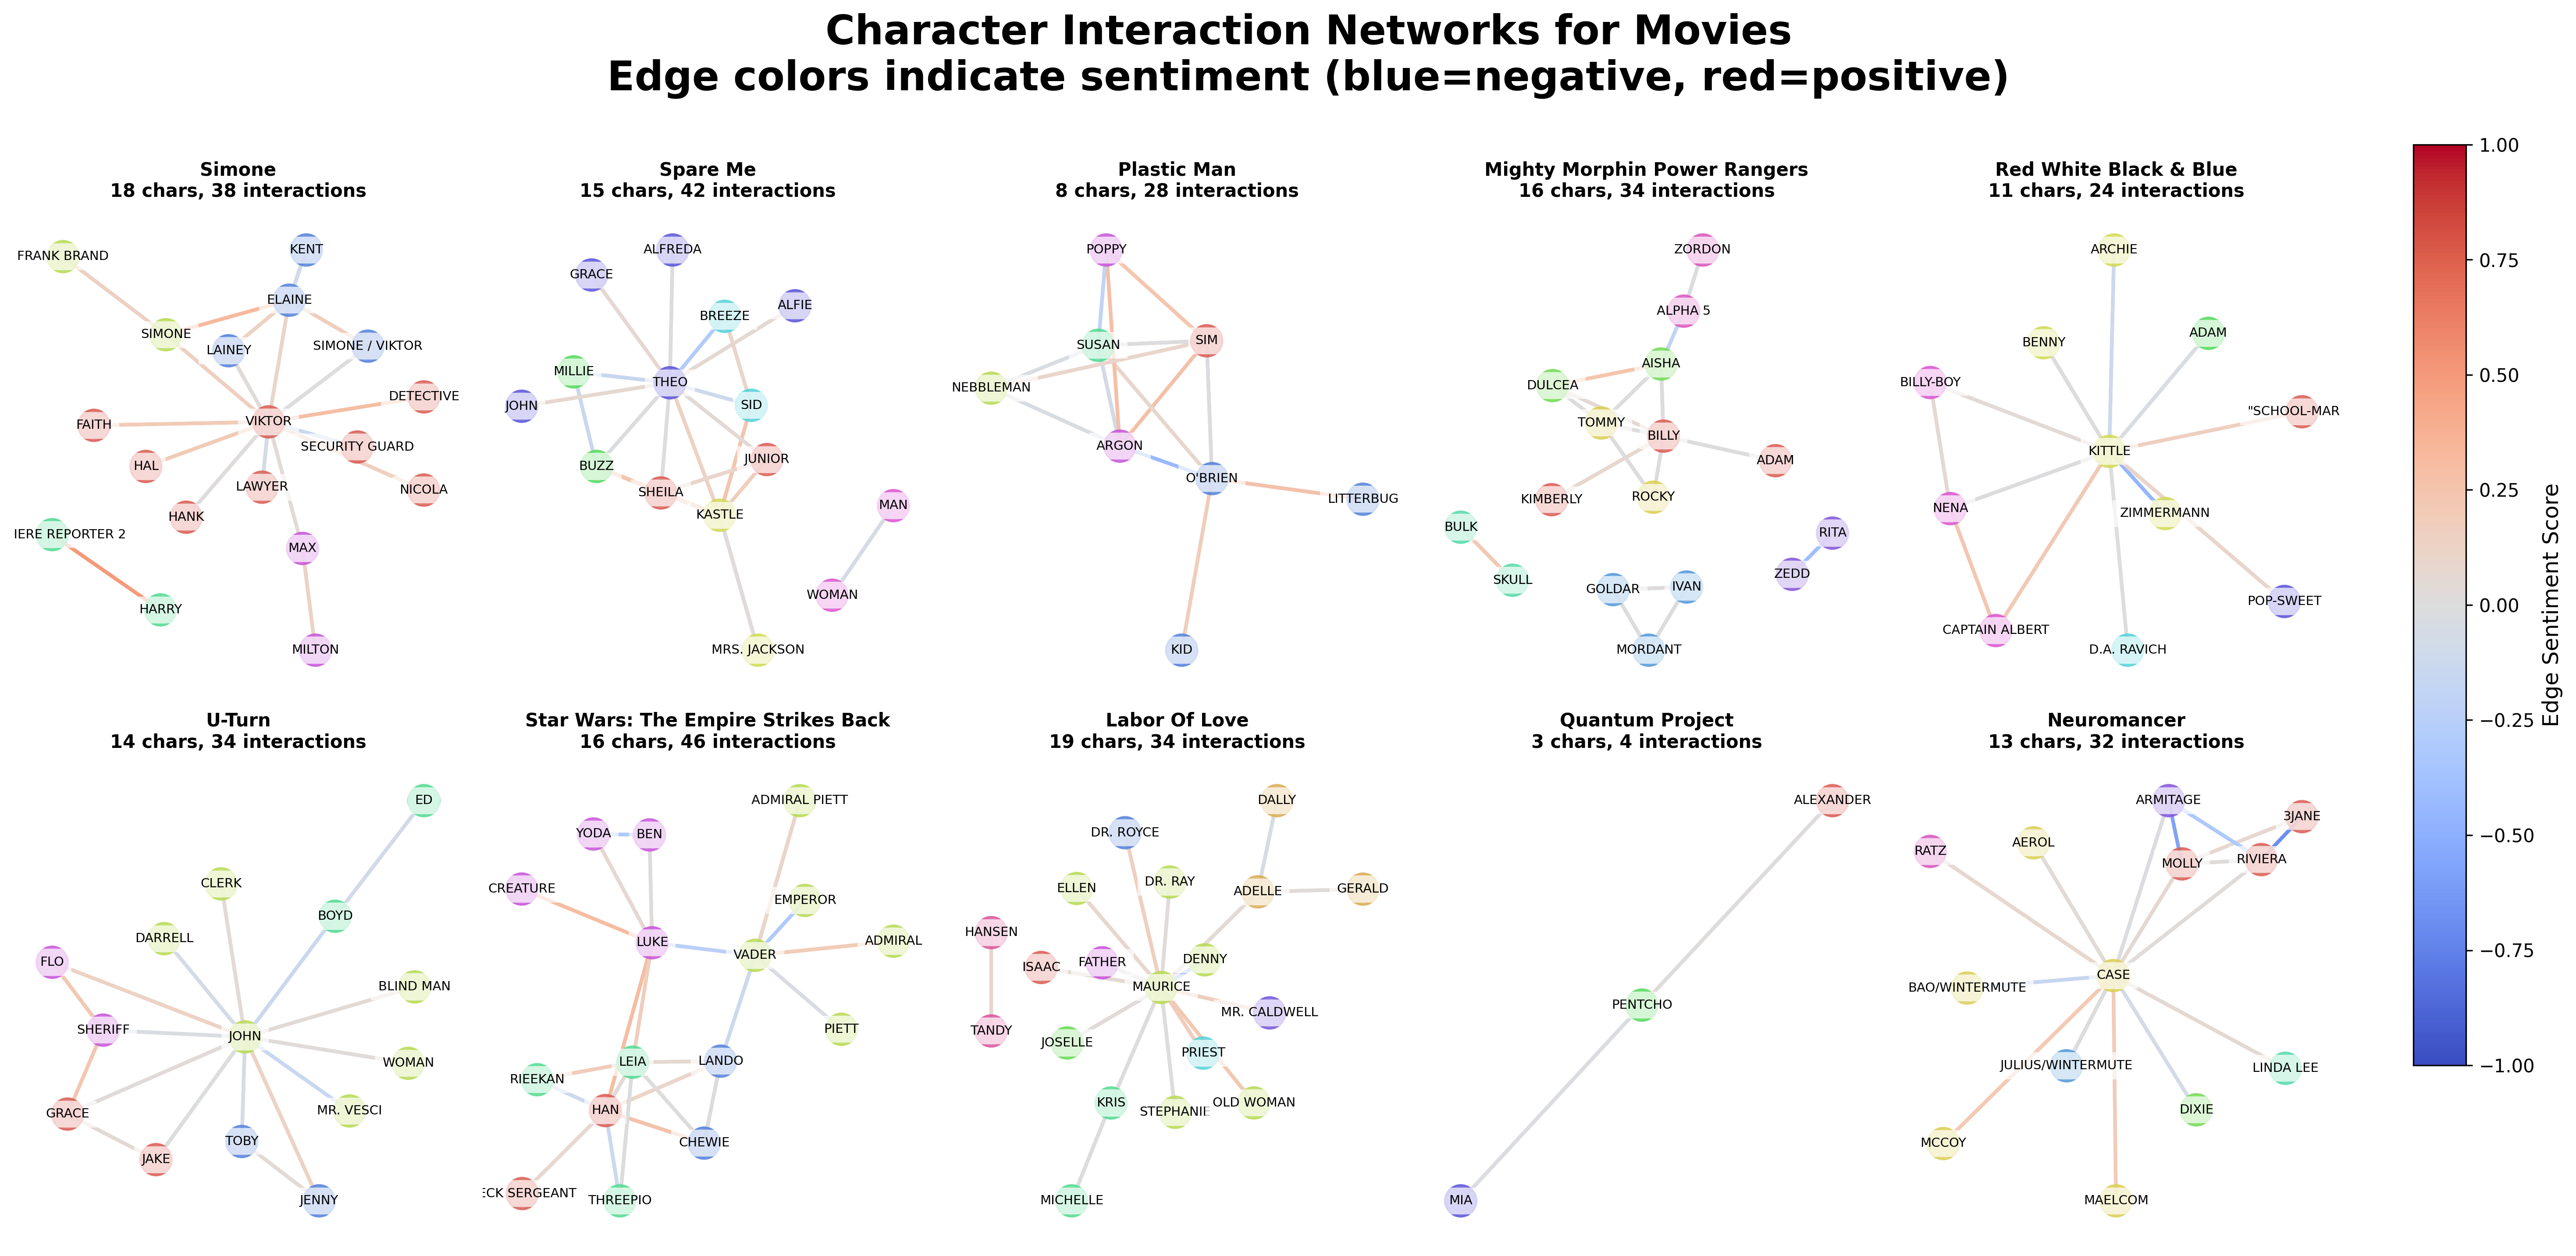 Character Interaction Networks for Movies
Edge colors indicate sentiment (blue=negative, red=positive)
Simone
18 chars, 38 interactions
FRANK BRAND
KENT
ELAINE
SIMONE
LAINEY
SIMONE / VIKTOR
DETECTIVE
FAITH
VIKTOR
SECURITY GUARD
HAL
LAWYER
NICOLA
HANK
IERE REPORTER 2
MAX
HARRY
MILTON
Spare Me
15 chars, 42 interactions
ALFREDA
GRACE
ALFIE
BREEZE
MILLIE
THEO
JOHN
SID
BUZZ
JUNIOR
SHEILA
KASTLE
MAN
WOMAN
MRS. JACKSON
Plastic Man
8 chars, 28 interactions
POPPY
SUSAN
SIM
NEBBLEMAN
ARGON
O'BRIEN
LITTERBUG
KID
Mighty Morphin Power Rangers
16 chars, 34 interactions
ZORDON
ALPHA 5
AISHA
DULCEA
TOMMY
BILLY
ADAM
KIMBERLY
ROCKY
BULK
RITA
SKULL
GOLDAR
IVAN
ZEDD
MORDANT
Red White Black & Blue
11 chars, 24 interactions
ARCHIE
BENNY
ADAM
BILLY-BOY
"SCHOOL-MAR
KITTLE
NENA
ZIMMERMANN
POP-SWEET
CAPTAIN ALBERT
D.A. RAVICH
U-Turn
14 chars, 34 interactions
ED
CLERK
BOYD
DARRELL
FLO
BLIND MAN
SHERIFF
JOHN
WOMAN
GRACE
MR. VESCI
TOBY
JAKE
JENNY
Star Wars: The Empire Strikes Back
16 chars, 46 interactions
ADMIRAL PIETT
YODA
BEN
CREATURE
EMPEROR
LUKE
VADER
ADMIRAL
PIETT
LEIA
LANDO
RIEEKAN
HAN
CHEWIE
ECK SERGEANT
THREEPIO
Labor Of Love
19 chars, 34 interactions
DALLY
DR. ROYCE
ELLEN
DR. RAY
ADELLE
GERALD
HANSEN
ISAAC
FATHER
DENNY
MAURICE
MR. CALDWELL
TANDY
JOSELLE
PRIEST
KRIS
STEPHANIE
OLD WOMAN
MICHELLE
Quantum Project
3 chars, 4 interactions
ALEXANDER
PENTCHO
MIA
Neuromancer
13 chars, 32 interactions
ARMITAGE
3JANE
RATZ
AEROL
MOLLY
RIVIERA
CASE
BAO/WINTERMUTE
JULIUS/WINTERMUTE
LINDA LEE
DIXIE
MCCOY
MAELCOM
1.00
0.75
0.50
0.25
0.00
−0.25
−0.50
−0.75
−1.00
Edge Sentiment Score